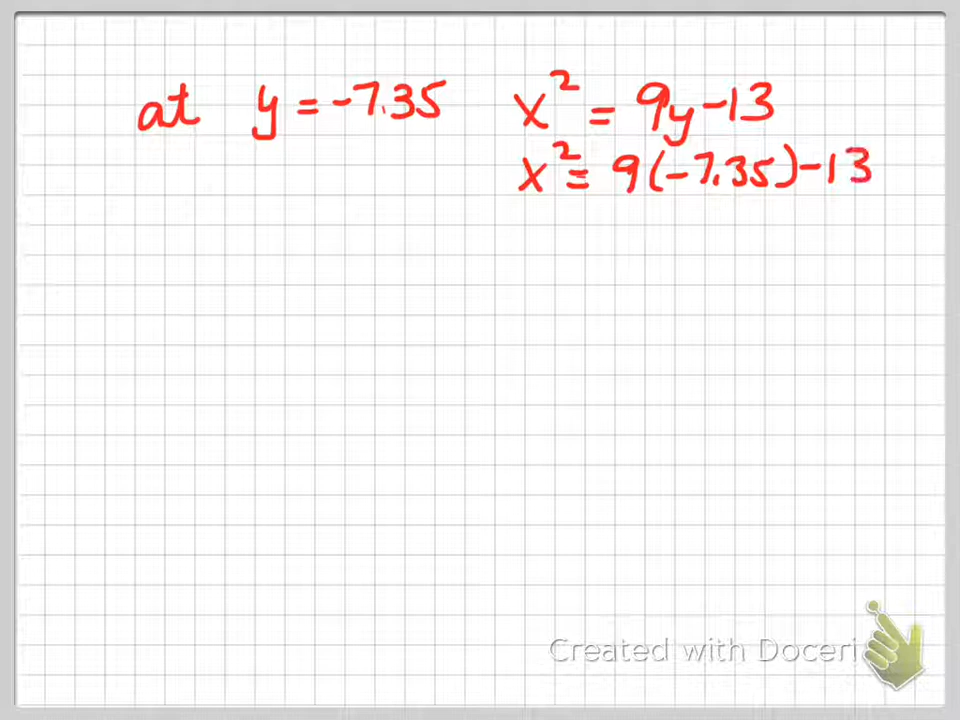 at y = -7.35 x² = 9y - 13
x² = 9(-7.35) - 13
Created with Doceri